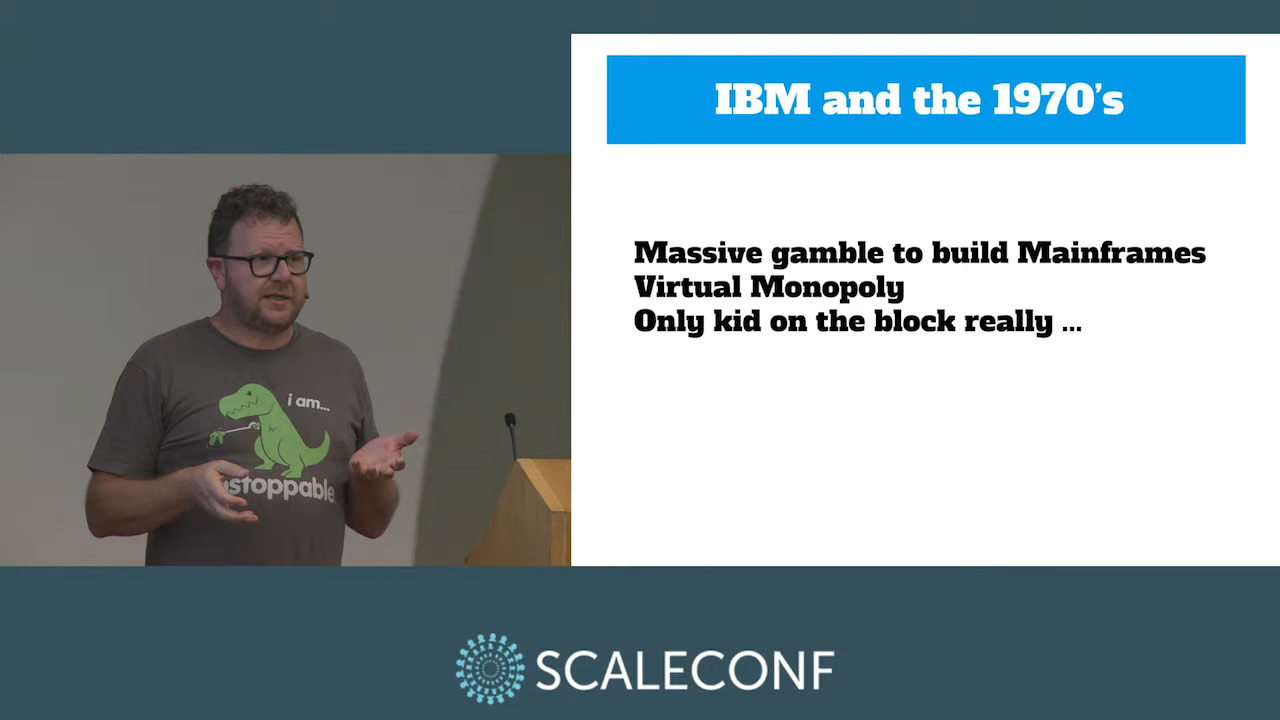 IBM and the 1970's
Massive gamble to build Mainframes
Virtual Monopoly
Only kid on the block really ...
i am...
stoppable
SCALECONF